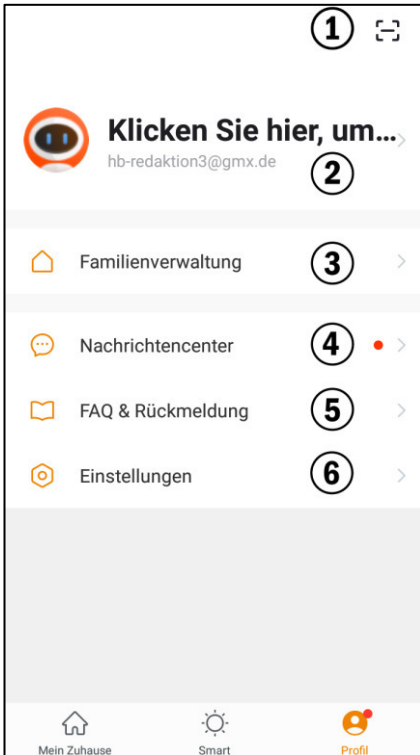 1
Klicken Sie hier, um...
hb-redaktion3@gmx.de
2
Familienverwaltung 3
Nachrichtencenter 4
FAQ & Rückmeldung 5
Einstellungen 6
Mein Zuhause Smart Profil